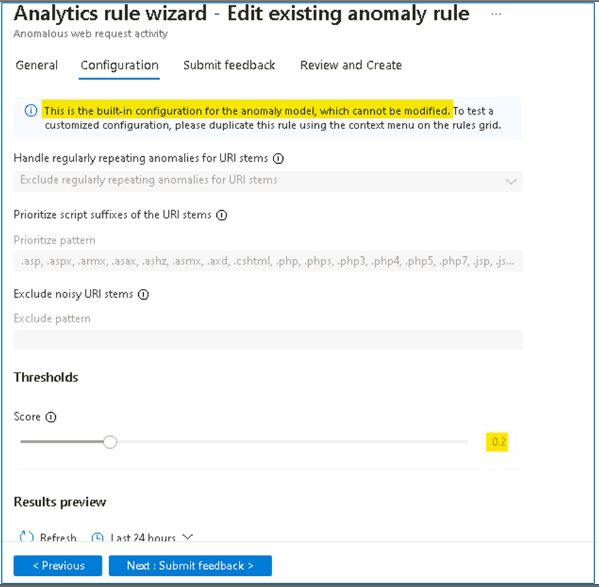 Analytics rule wizard - Edit existing anomaly rule ...
Anomalous web request activity
General Configuration Submit feedback Review and Create
This is the built-in configuration for the anomaly model, which cannot be modified. To test a
customized configuration, please duplicate this rule using the context menu on the rules grid.
Handle regularly repeating anomalies for URI stems
Exclude regularly repeating anomalies for URI stems
Prioritize script suffixes of the URI stems
Prioritize pattern
.asp, .aspx, .armx, .asax, .ashz, .asmx, .axd, .cshtml, .php, .phps, .php3, .php4, .php5, .php7, .jsp, .js...
Exclude noisy URI stems
Exclude pattern
Thresholds
Score
0.2
Results preview
Refresh Last 24 hours
< Previous Next : Submit feedback >